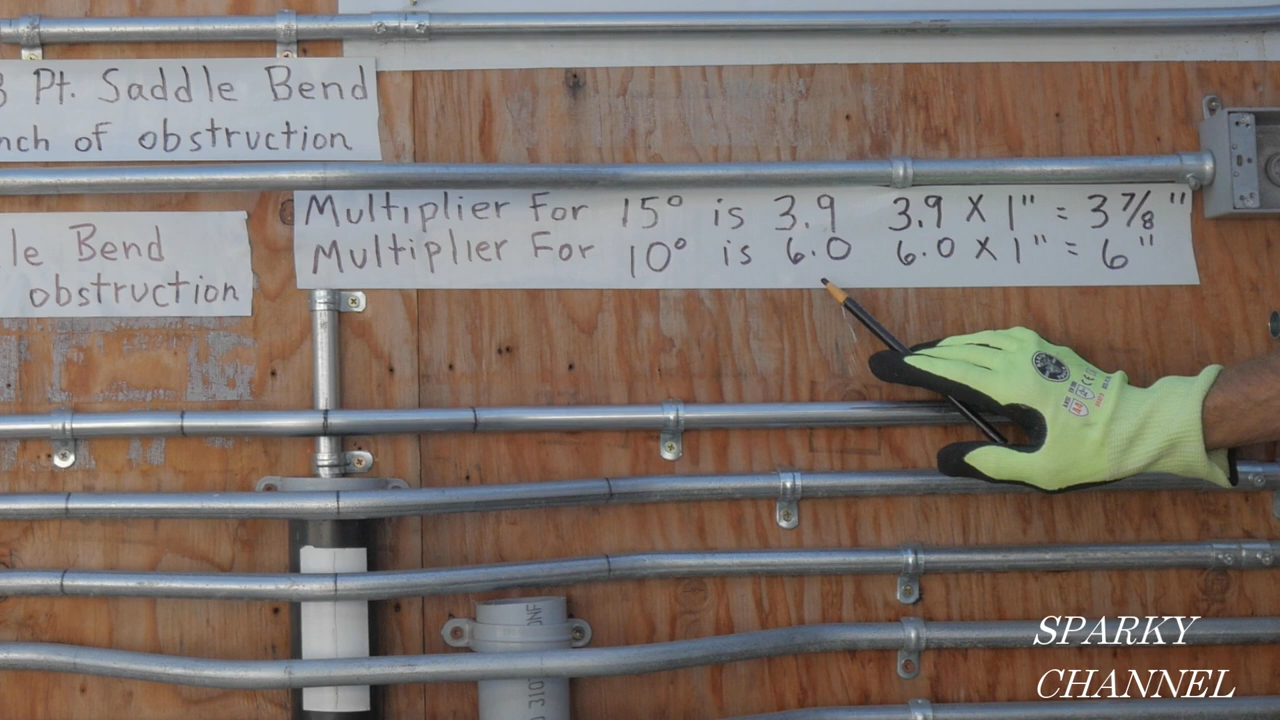 3 Pt. Saddle Bend
nch of obstruction
Multiplier For 15° is 3.9 3.9 X 1" = 3 7/8"
Multiplier For 10° is 6.0 6.0 X 1" = 6"
le Bend
obstruction
SPARKY
CHANNEL